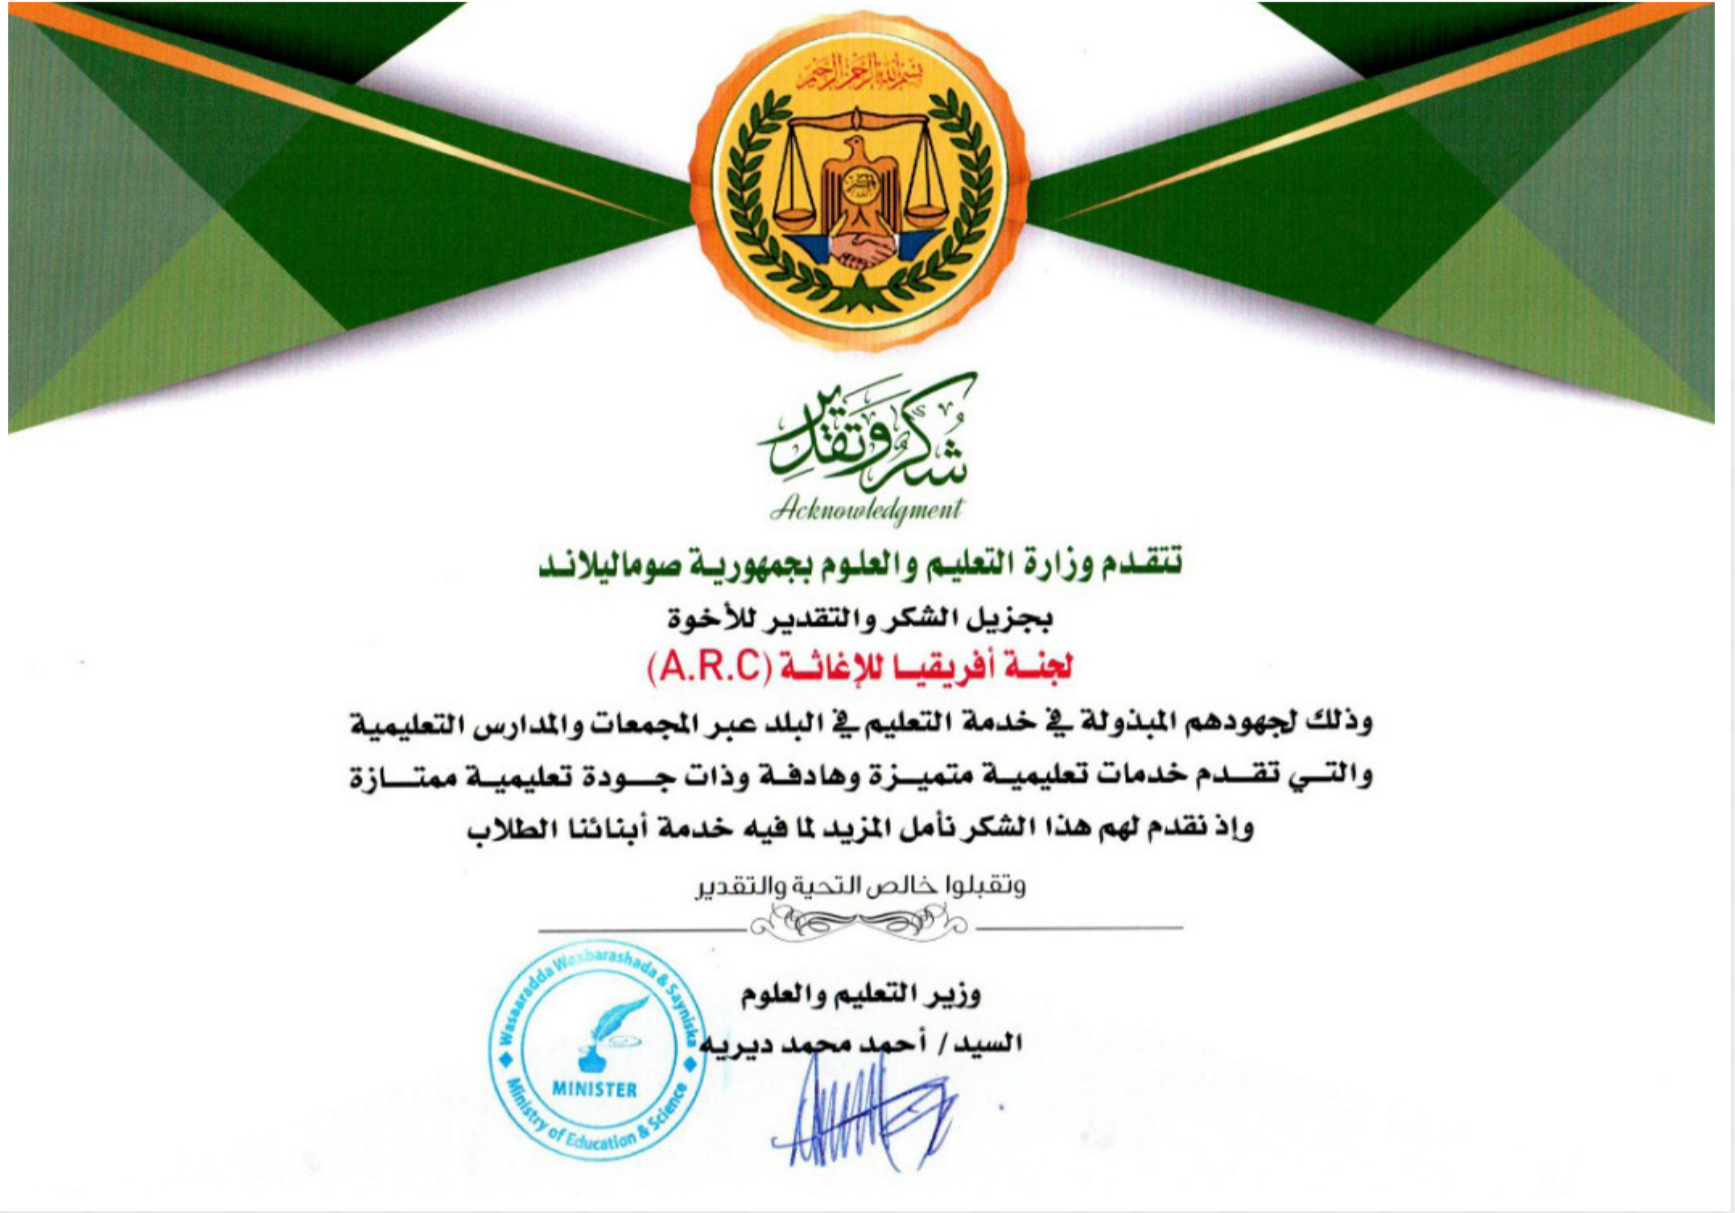 بسم الله الرحمن الرحيم
شكر وتقدير
Acknowledgment
تتقدم وزارة التعليم والعلوم بجمهورية صوماليلاند
بجزيل الشكر والتقدير للأخوة
لجنة أفريقيا للإغاثة (A.R.C)
وذلك لجهودهم المبذولة في خدمة التعليم في البلد عبر المجمعات والمدارس التعليمية
والتي تقدم خدمات تعليمية متميزة وهادفة وذات جودة تعليمية ممتازة
وإذ نقدم لهم هذا الشكر نأمل المزيد لما فيه خدمة أبنائنا الطلاب
وتقبلوا خالص التحية والتقدير
وزير التعليم والعلوم
السيد / أحمد محمد ديريه
Wasaaradda Waxbarashada & Sayniska
MINISTER
Ministry of Education & Science